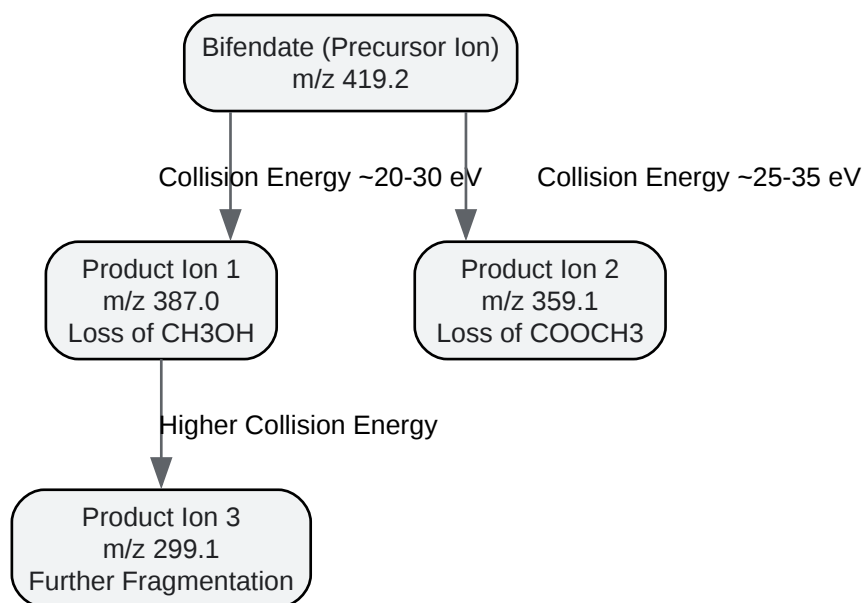 Bifendate (Precursor Ion)
m/z 419.2
Collision Energy ~20-30 eV
Collision Energy ~25-35 eV
Product Ion 1
m/z 387.0
Loss of CH3OH
Product Ion 2
m/z 359.1
Loss of COOCH3
Higher Collision Energy
Product Ion 3
m/z 299.1
Further Fragmentation